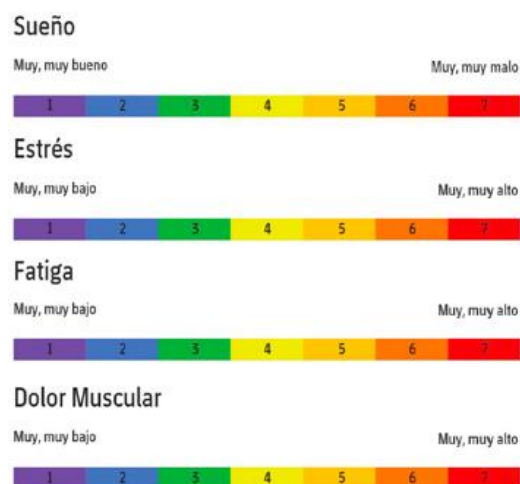 Sueño
Muy, muy bueno Muy, muy malo
1 2 3 4 5 6 7
Estrés
Muy, muy bajo Muy, muy alto
1 2 3 4 5 6 7
Fatiga
Muy, muy bajo Muy, muy alto
1 2 3 4 5 6 7
Dolor Muscular
Muy, muy bajo Muy, muy alto
1 2 3 4 5 6 7